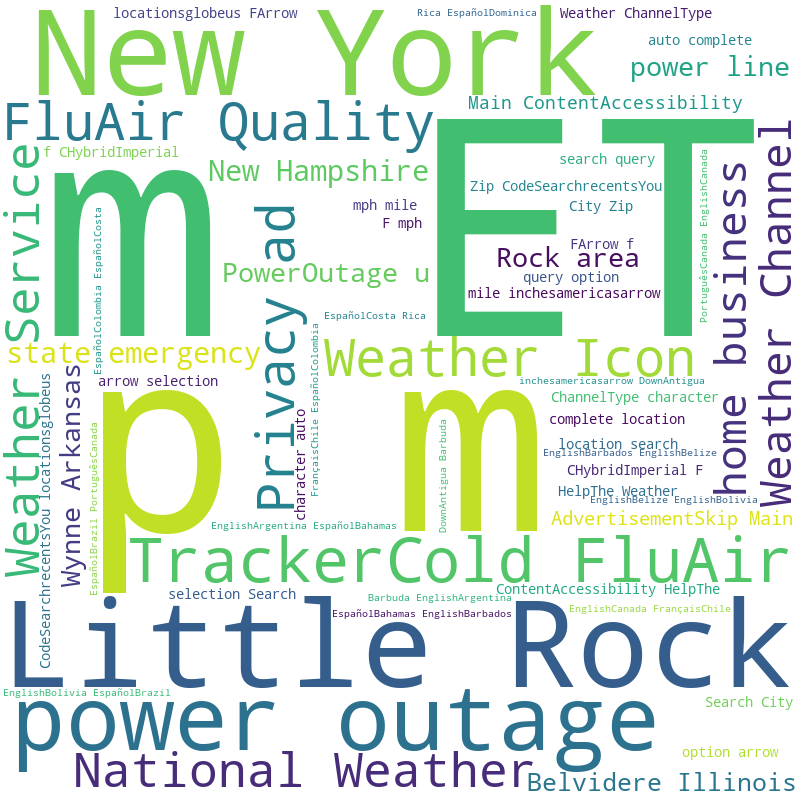 locationsglobeus FArrow
Rica EspañolDominica
Weather ChannelType
New York
auto complete
power line
Main ContentAccessibility
FluAir Quality
m ET
f CHybridImperial
New Hampshire
search query
Zip CodeSearchrecentsYou
mph mile
City Zip
F mph
FArrow f
Rock area
query option
mile inchesamericasarrow
PowerOutage u
EspañolCosta Rica
Weather Service
EspañolColombia EspañolCosta
Privacy ad
PortuguêsCanada EnglishCanada
home business
Weather Channel
state emergency
Weather Icon
arrow selection
inchesamericasarrow DownAntigua
ChannelType character
complete location
location search
EnglishBarbados EnglishBelize
CHybridImperial F
HelpThe Weather
EnglishBelize EnglishBolivia
AdvertisementSkip Main
p m
CodeSearchrecentsYou locationsglobeus
Wynne Arkansas
EspañolBrazil PortuguêsCanada
character auto
FrançaisChile EspañolColombia
DownAntigua Barbuda
EnglishArgentina EspañolBahamas
TrackerCold FluAir
selection Search
ContentAccessibility HelpThe
Barbuda EnglishArgentina
EspañolBahamas EnglishBarbados
EnglishCanada FrançaisChile
Little Rock
EnglishBolivia EspañolBrazil
Search City
power outage
option arrow
National Weather
Belvidere Illinois